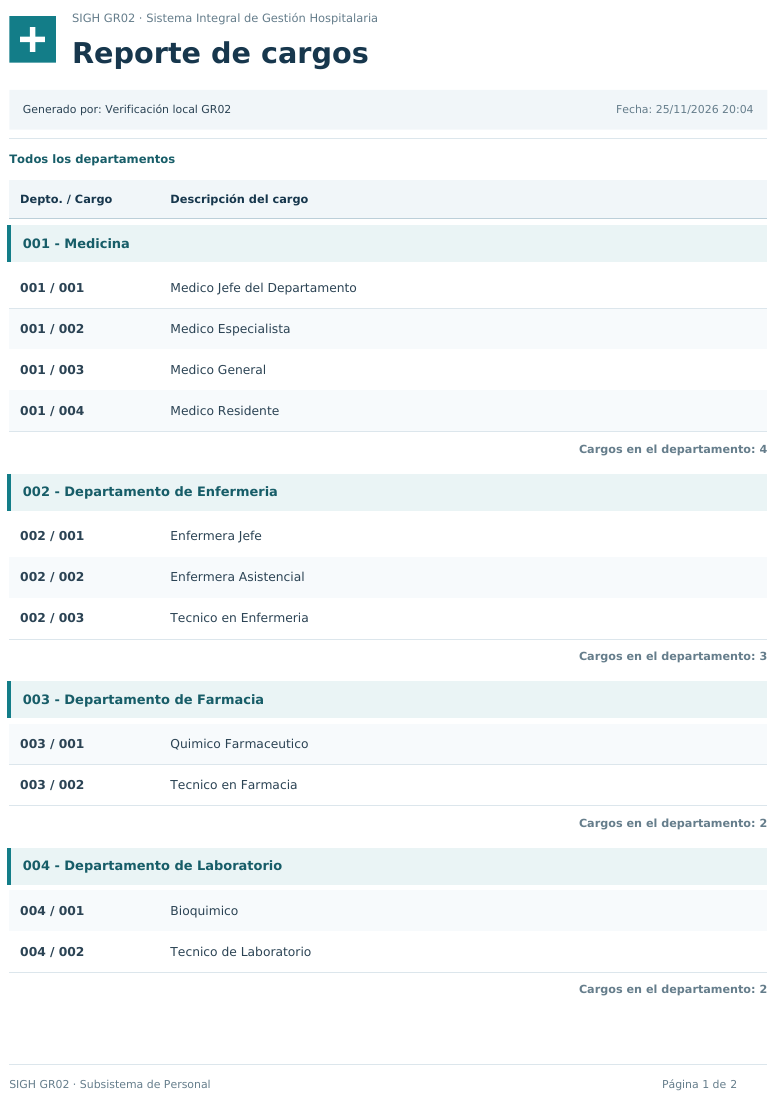 SIGH GR02 · Sistema Integral de Gestión Hospitalaria
Reporte de cargos
Generado por: Verificación local GR02 Fecha: 25/11/2026 20:04
Todos los departamentos
Depto. / Cargo Descripción del cargo
001 - Medicina
001 / 001 Medico Jefe del Departamento
001 / 002 Medico Especialista
001 / 003 Medico General
001 / 004 Medico Residente
Cargos en el departamento: 4
002 - Departamento de Enfermeria
002 / 001 Enfermera Jefe
002 / 002 Enfermera Asistencial
002 / 003 Tecnico en Enfermeria
Cargos en el departamento: 3
003 - Departamento de Farmacia
003 / 001 Quimico Farmaceutico
003 / 002 Tecnico en Farmacia
Cargos en el departamento: 2
004 - Departamento de Laboratorio
004 / 001 Bioquimico
004 / 002 Tecnico de Laboratorio
Cargos en el departamento: 2
SIGH GR02 · Subsistema de Personal Página 1 de 2